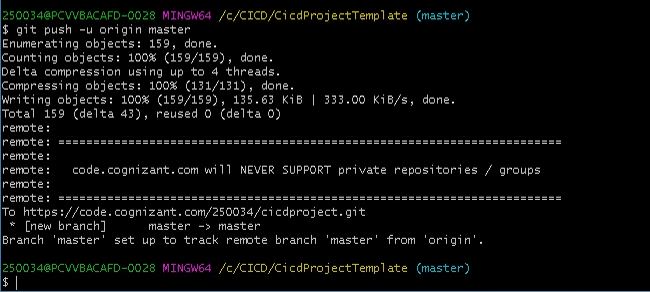 250034@PCVVBACAFD-0028 MINGW64 /c/CICD/CicdProjectTemplate (master)
$ git push -u origin master
Enumerating objects: 159, done.
Counting objects: 100% (159/159), done.
Delta compression using up to 4 threads.
Compressing objects: 100% (131/131), done.
Writing objects: 100% (159/159), 135.63 KiB | 333.00 KiB/s, done.
Total 159 (delta 43), reused 0 (delta 0)
remote:
remote: ========================================================================
remote:
remote:   code.cognizant.com will NEVER SUPPORT private repositories / groups
remote:
remote: ========================================================================
To https://code.cognizant.com/250034/cicdproject.git
 * [new branch]      master -> master
Branch 'master' set up to track remote branch 'master' from 'origin'.
250034@PCVVBACAFD-0028 MINGW64 /c/CICD/CicdProjectTemplate (master)
$